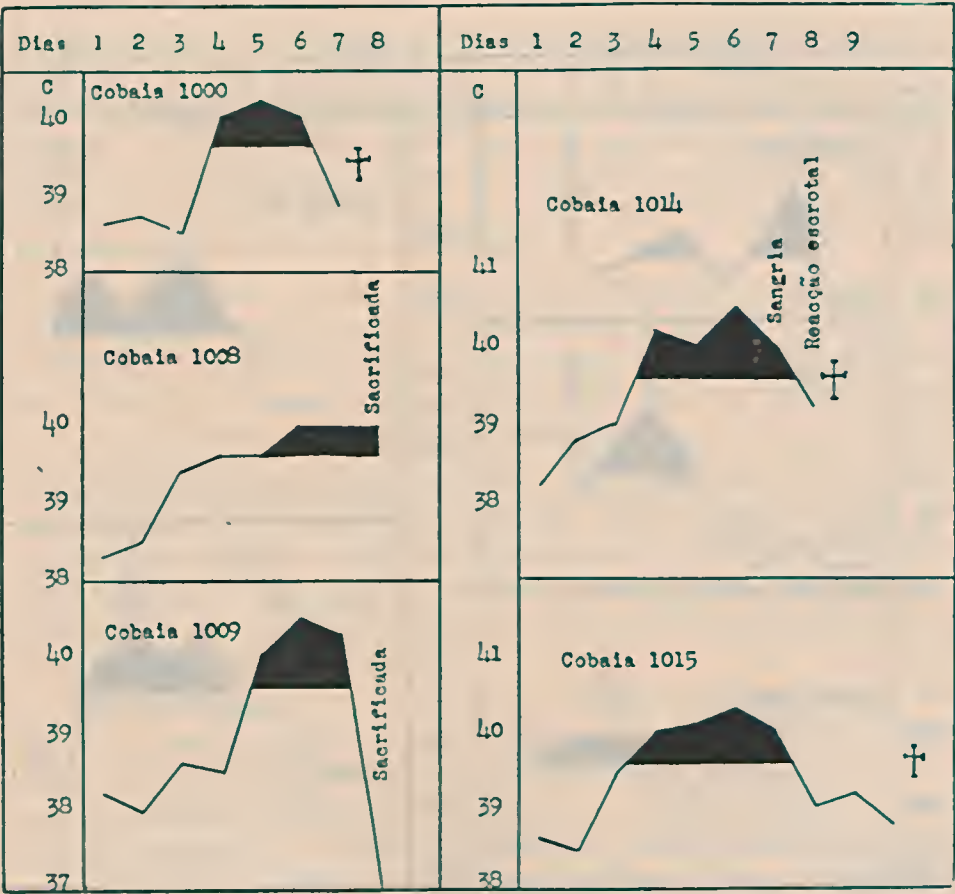 Dias 1 2 3 4 5 6 7 8
C
Cobaia 1000
40
39
38
Cobaia 1008
Sacrificada
40
39
38
Cobaia 1009
Sacrificada
40
39
38
37
Dias 1 2 3 4 5 6 7 8 9
C
Cobaia 1014
Sangria
Reacção escrotal
41
40
39
38
Cobaia 1015
41
40
39
38